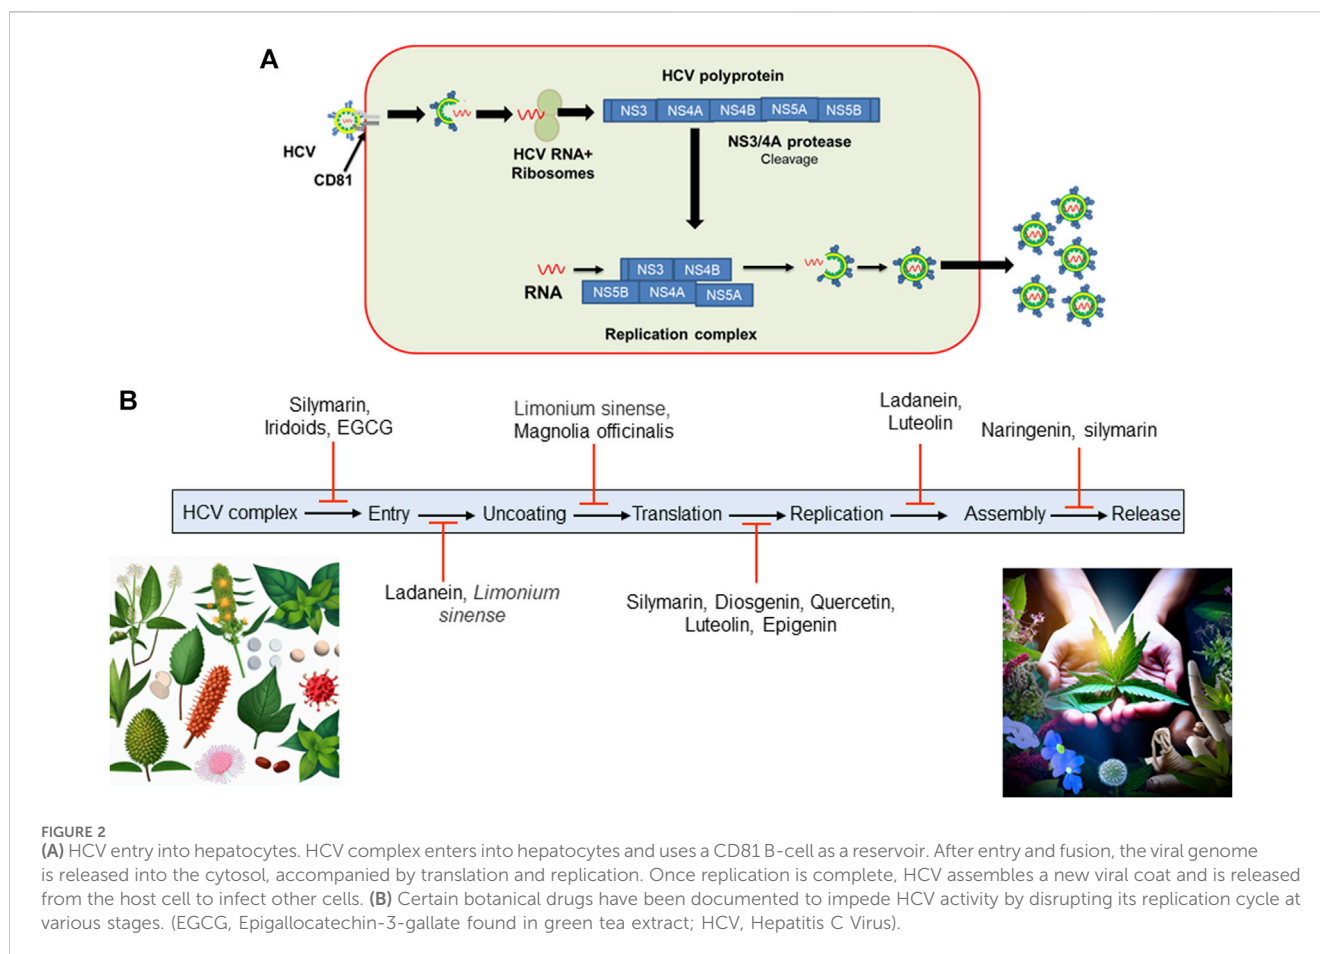 A
HCV
CD81
HCV RNA+
Ribosomes
HCV polyprotein
NS3 NS4A NS4B NS5A NS5B
NS3/4A protease
Cleavage
RNA
NS3 NS4B
NS5B NS4A NS5A
Replication complex
B
Silymarin,
Iridoids, EGCG
Limonium sinense,
Magnolia officinalis
Ladanein,
Luteolin
Naringenin, silymarin
HCV complex Entry Uncoating Translation Replication Assembly Release
Ladanein, Limonium
sinense
Silymarin, Diosgenin, Quercetin,
Luteolin, Epigenin
FIGURE 2
(A) HCV entry into hepatocytes. HCV complex enters into hepatocytes and uses a CD81 B-cell as a reservoir. After entry and fusion, the viral genome
is released into the cytosol, accompanied by translation and replication. Once replication is complete, HCV assembles a new viral coat and is released
from the host cell to infect other cells. (B) Certain botanical drugs have been documented to impede HCV activity by disrupting its replication cycle at
various stages. (EGCG, Epigallocatechin-3-gallate found in green tea extract; HCV, Hepatitis C Virus).